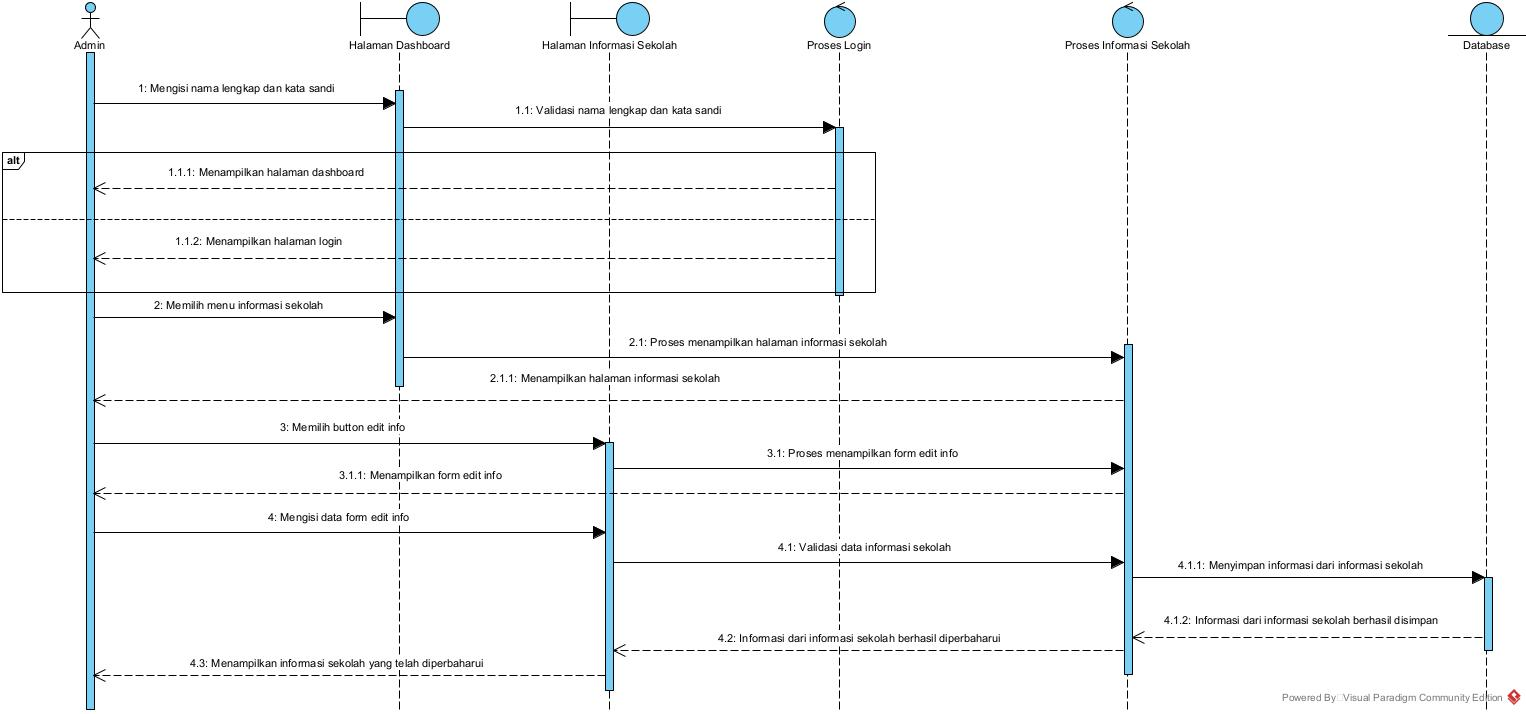 Admin
Halaman Dashboard
Halaman Informasi Sekolah
Proses Login
Proses Informasi Sekolah
Database
1: Mengisi nama lengkap dan kata sandi
1.1: Validasi nama lengkap dan kata sandi
alt
1.1.1: Menampilkan halaman dashboard
1.1.2: Menampilkan halaman login
2: Memilih menu informasi sekolah
2.1: Proses menampilkan halaman informasi sekolah
2.1.1: Menampilkan halaman informasi sekolah
3: Memilih button edit info
3.1: Proses menampilkan form edit info
3.1.1: Menampilkan form edit info
4: Mengisi data form edit info
4.1: Validasi data informasi sekolah
4.1.1: Menyimpan informasi dari informasi sekolah
4.1.2: Informasi dari informasi sekolah berhasil disimpan
4.2: Informasi dari informasi sekolah berhasil diperbaharui
4.3: Menampilkan informasi sekolah yang telah diperbaharui
Powered By Visual Paradigm Community Edition